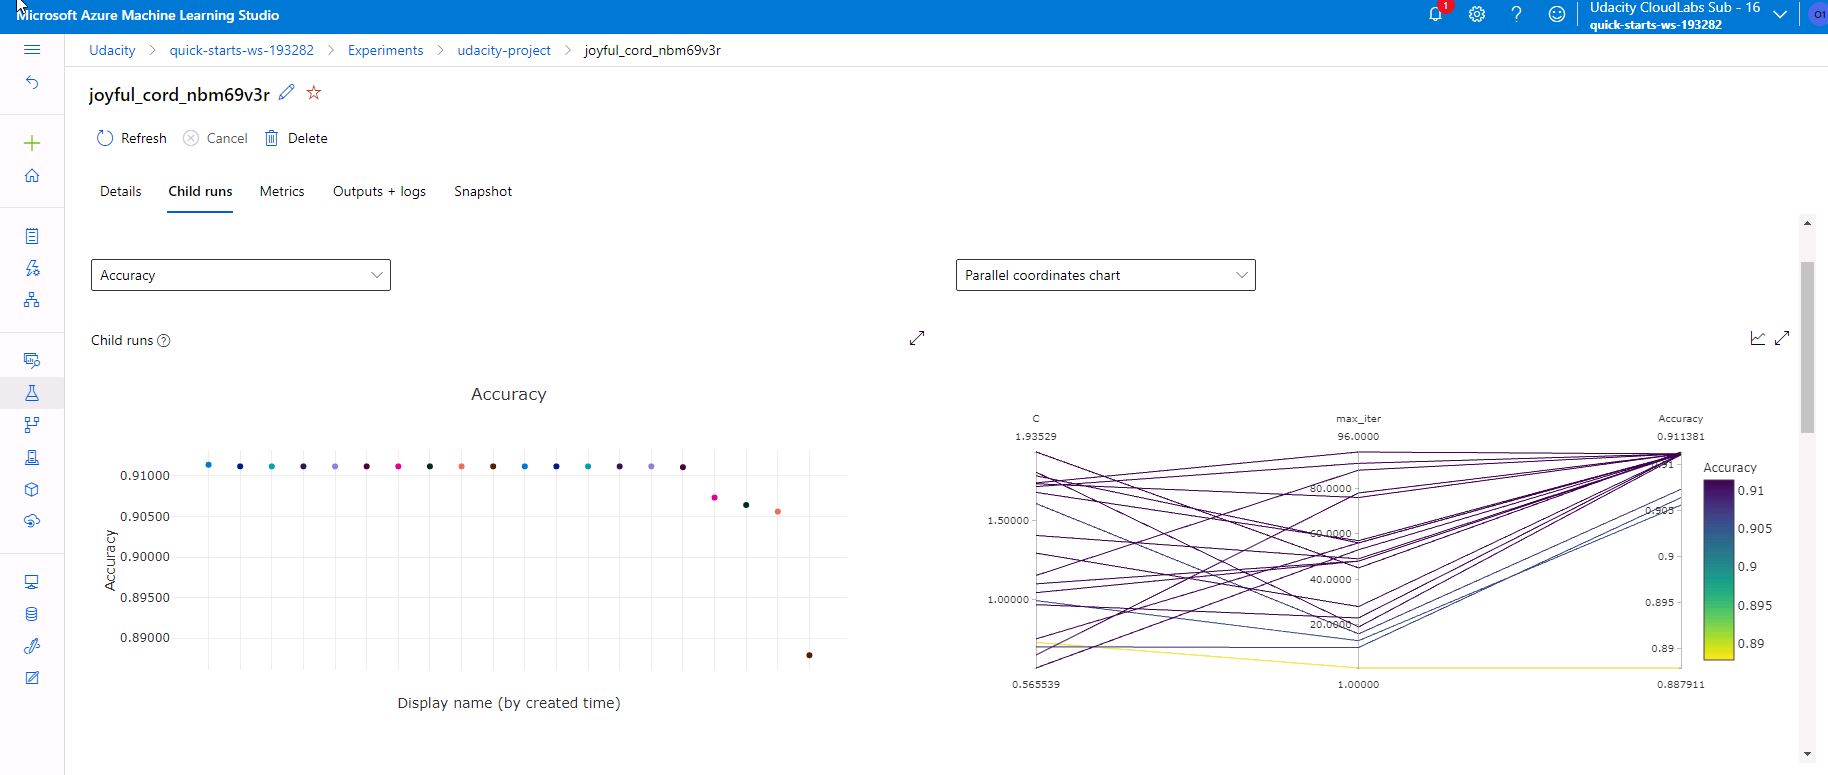 Microsoft Azure Machine Learning Studio
1
?
Udacity CloudLabs Sub - 16
quick-starts-ws-193282
01
Udacity > quick-starts-ws-193282 > Experiments > udacity-project > joyful_cord_nbm69v3r
joyful_cord_nbm69v3r
Refresh Cancel Delete
Details Child runs Metrics Outputs + logs Snapshot
Accuracy
Parallel coordinates chart
Child runs ?
Accuracy
0.91000
0.90500
0.90000
0.89500
0.89000
Accuracy
Display name (by created time)
C max_iter Accuracy
1.93529 96.0000 0.911381
1.50000
1.00000
80.0000
60.0000
40.0000
20.0000
0.91
0.905
0.9
0.895
0.89
0.565539 1.00000 0.887911
Accuracy
0.91
0.905
0.9
0.895
0.89